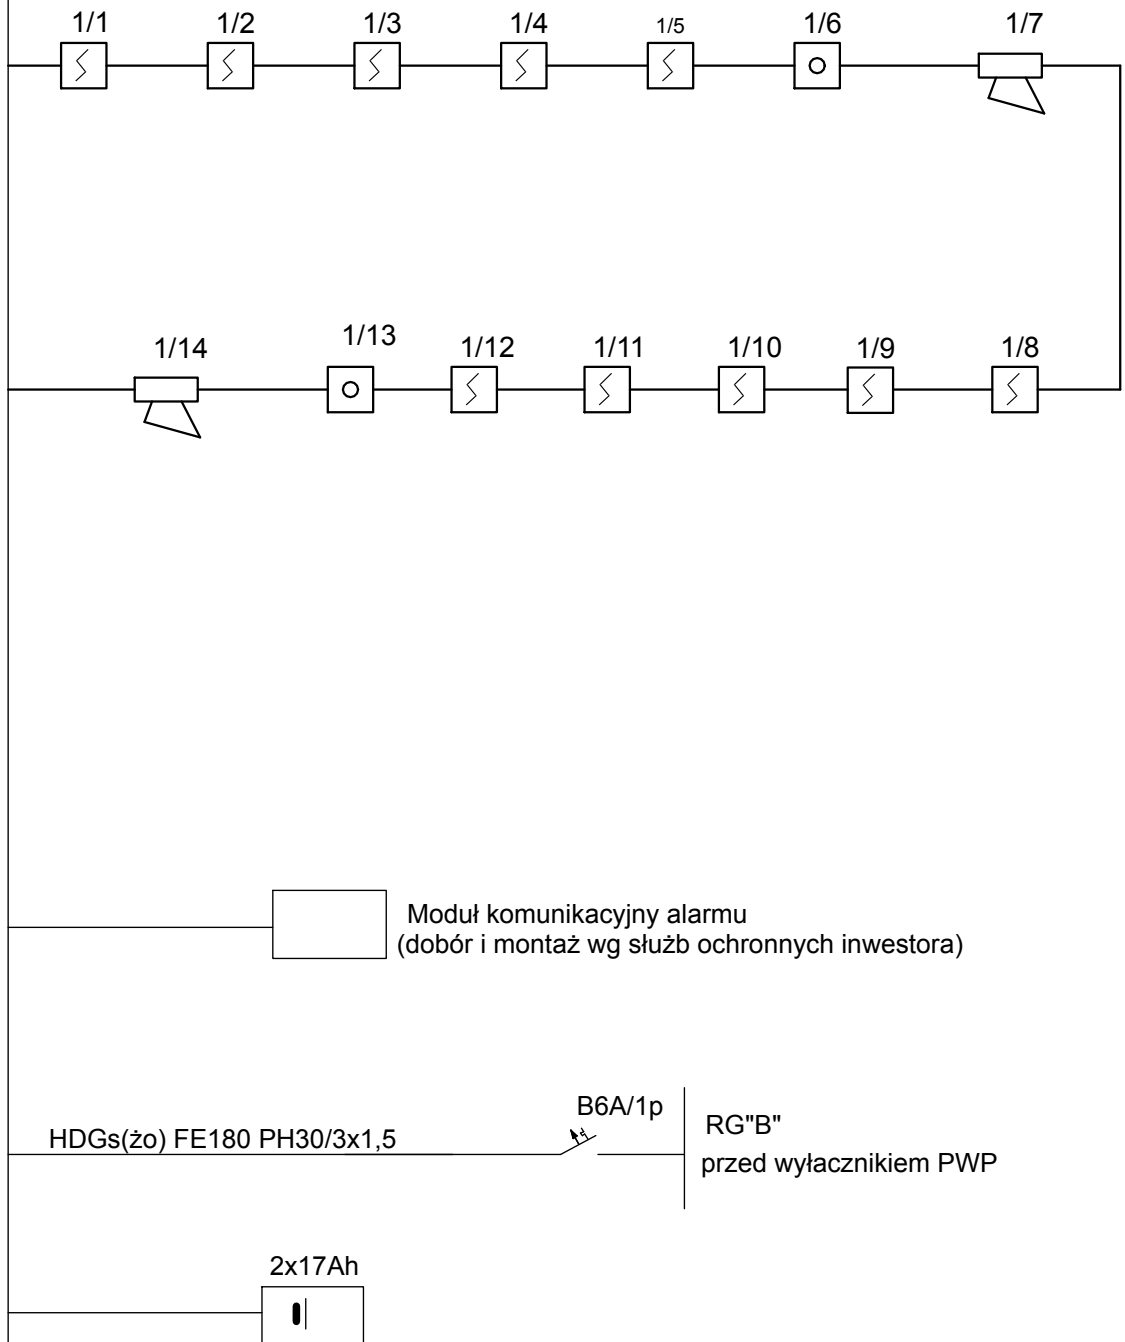 1/1 1/2 1/3 1/4 1/5 1/6 1/7
1/14 1/13 1/12 1/11 1/10 1/9 1/8
Moduł komunikacyjny alarmu
(dobór i montaż wg służb ochronnych inwestora)
B6A/1p
HDGs(żo) FE180 PH30/3x1,5
RG"B"
przed wyłacznikiem PWP
2x17Ah